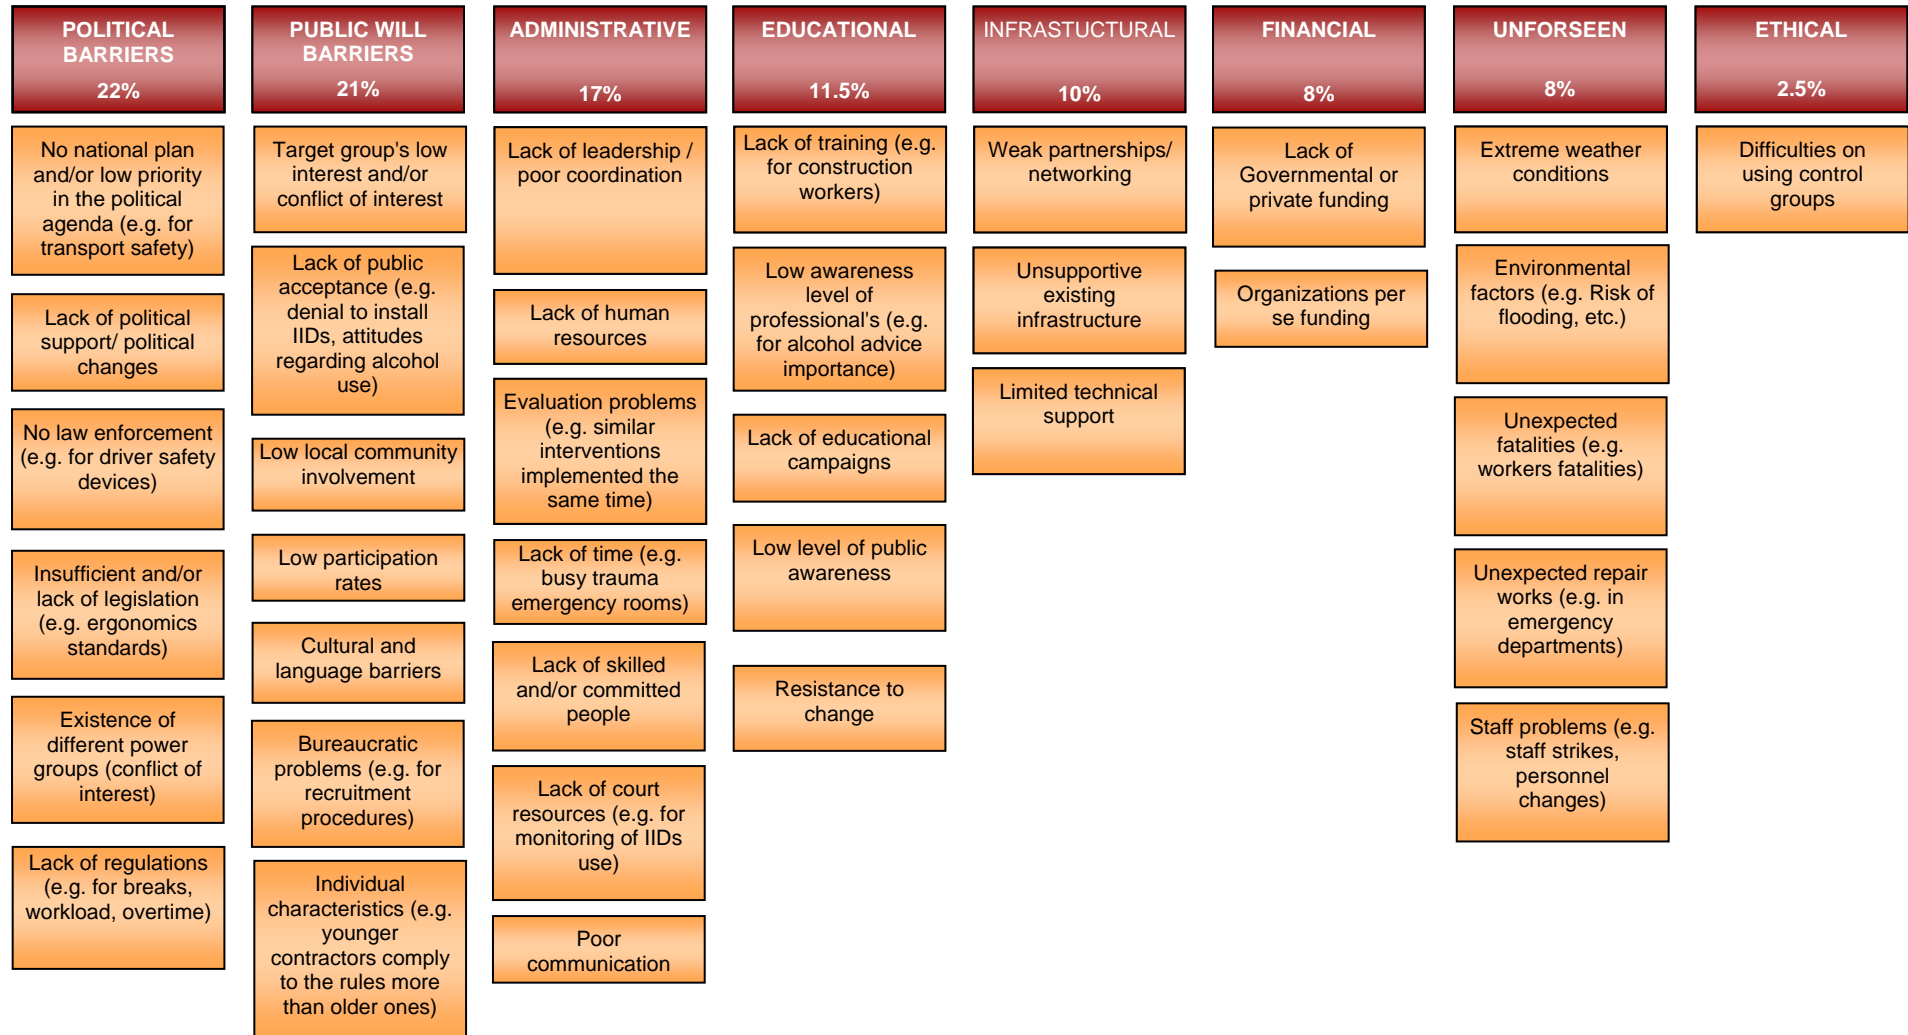 POLITICAL
BARRIERS
22%
No national plan
and/or low priority
in the political
agenda (e.g. for
transport safety)
Lack of political
support/ political
changes
No law enforcement
(e.g. for driver safety
devices)
Insufficient and/or
lack of legislation
(e.g. ergonomics
standards)
Existence of
different power
groups (conflict of
interest)
Lack of regulations
(e.g. for breaks,
workload, overtime)
PUBLIC WILL
BARRIERS
21%
Target group's low
interest and/or
conflict of interest
Lack of public
acceptance (e.g.
denial to install
IIDs, attitudes
regarding alcohol
use)
Low local community
involvement
Low participation
rates
Cultural and
language barriers
Bureaucratic
problems (e.g. for
recruitment
procedures)
Individual
characteristics (e.g.
younger
contractors comply
to the rules more
than older ones)
ADMINISTRATIVE
17%
Lack of leadership /
poor coordination
Lack of human
resources
Evaluation problems
(e.g. similar
interventions
implemented the
same time)
Lack of time (e.g.
busy trauma
emergency rooms)
Lack of skilled
and/or committed
people
Lack of court
resources (e.g. for
monitoring of IIDs
use)
Poor
communication
EDUCATIONAL
11.5%
Lack of training (e.g.
for construction
workers)
Low awareness
level of
professional's (e.g.
for alcohol advice
importance)
Lack of educational
campaigns
Low level of public
awareness
Resistance to
change
INFRASTUCTURAL
10%
Weak partnerships/
networking
Unsupportive
existing
infrastructure
Limited technical
support
FINANCIAL
8%
Lack of
Governmental or
private funding
Organizations per
se funding
UNFORSEEN
8%
Extreme weather
conditions
Environmental
factors (e.g. Risk of
flooding, etc.)
Unexpected
fatalities (e.g.
workers fatalities)
Unexpected repair
works (e.g. in
emergency
departments)
Staff problems (e.g.
staff strikes,
personnel
changes)
ETHICAL
2.5%
Difficulties on
using control
groups